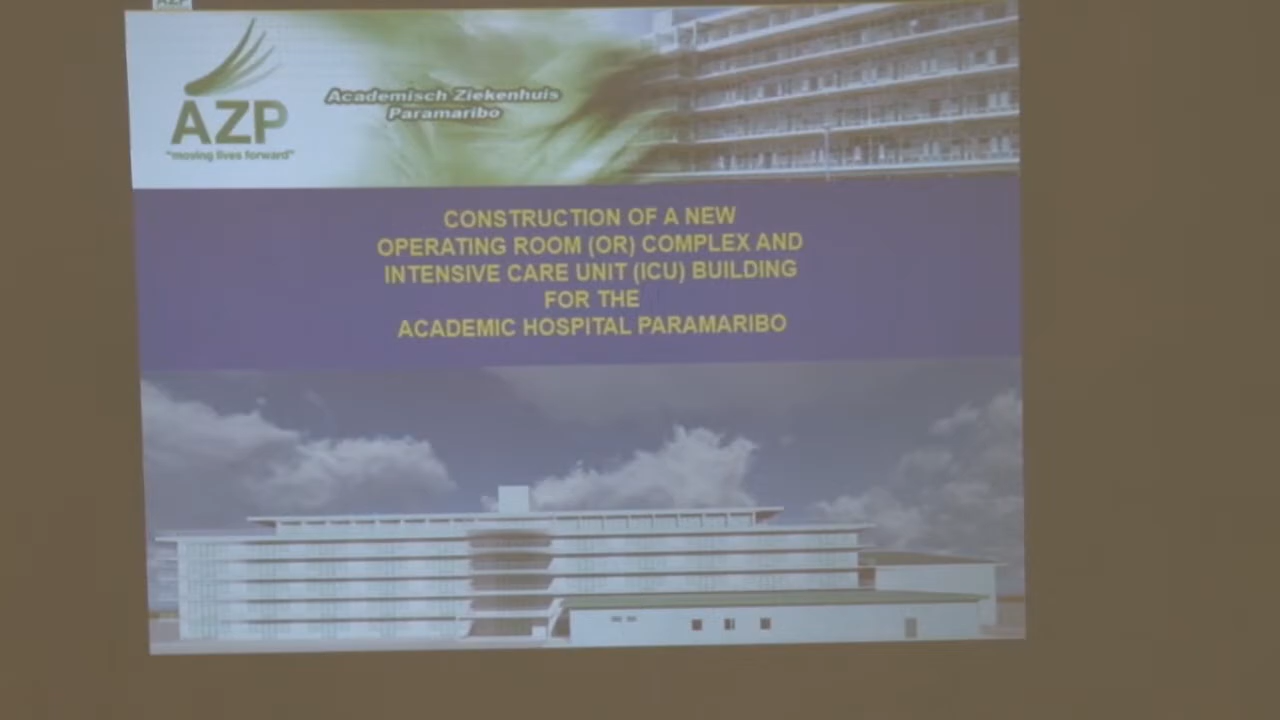 AZP
AZP
"moving lives forward"
Academisch Ziekenhuis
Paramaribo
CONSTRUCTION OF A NEW
OPERATING ROOM (OR) COMPLEX AND
INTENSIVE CARE UNIT (ICU) BUILDING
FOR THE
ACADEMIC HOSPITAL PARAMARIBO